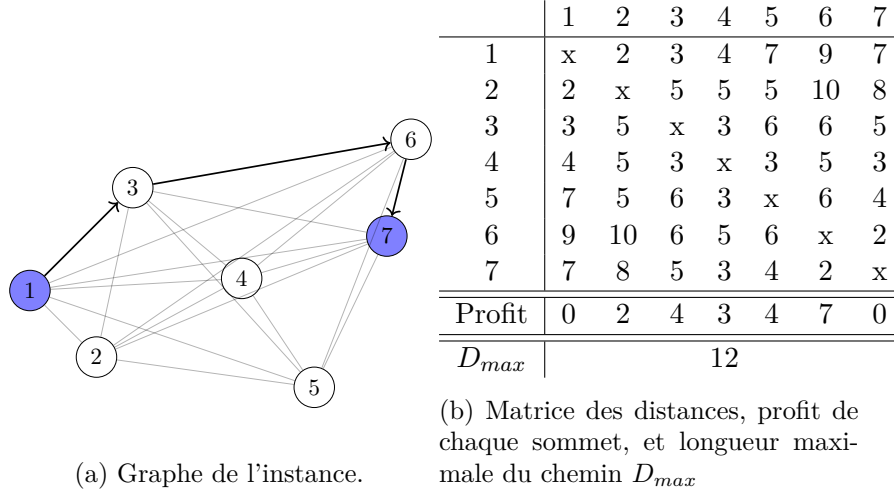 1
2
3
4
5
6
7
(a) Graphe de l'instance.
1 2 3 4 5 6 7
1 x 2 3 4 7 9 7
2 2 x 5 5 5 10 8
3 3 5 x 3 6 6 5
4 4 5 3 x 3 5 3
5 7 5 6 3 x 6 4
6 9 10 6 5 6 x 2
7 7 8 5 3 4 2 x
Profit 0 2 4 3 4 7 0
D_max 12
(b) Matrice des distances, profit de
chaque sommet, et longueur maxi-
male du chemin D_max